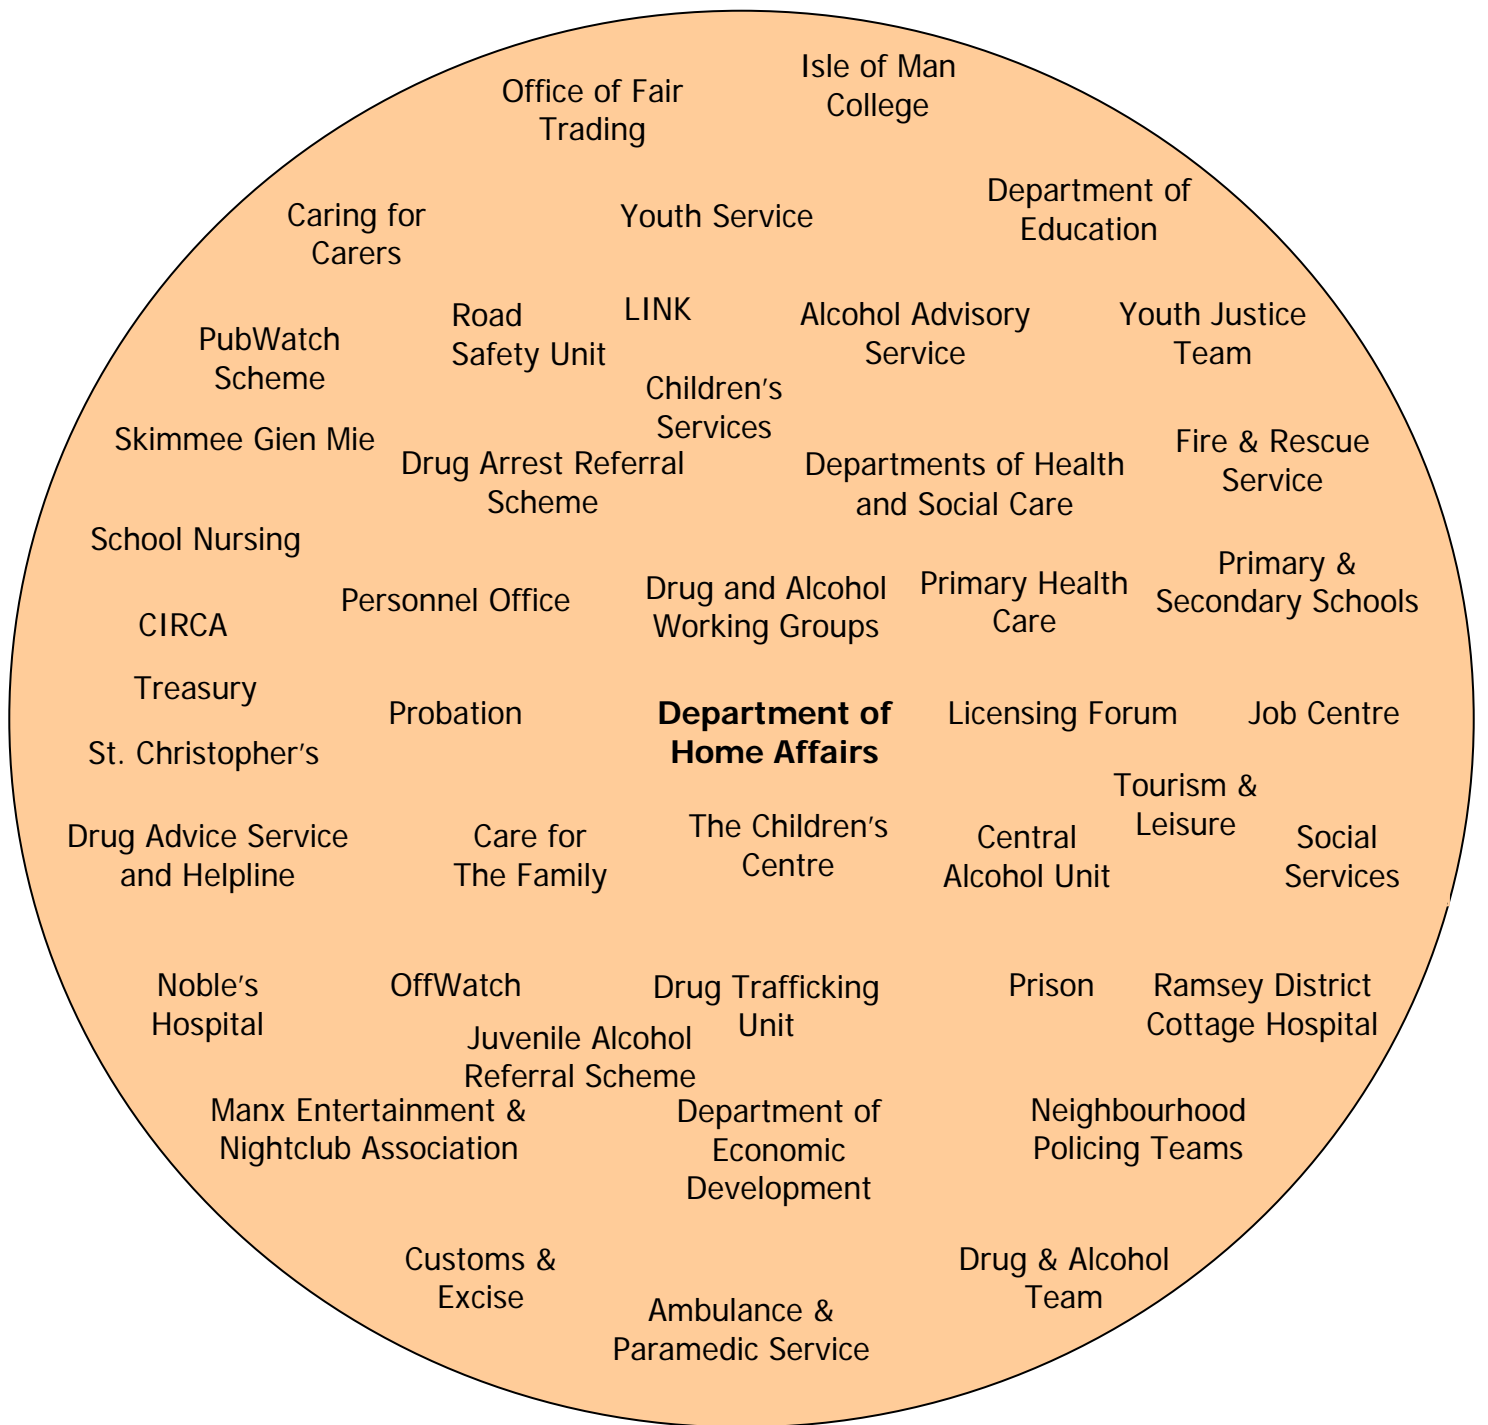 Isle of Man
College
Office of Fair
Trading
Department of
Education
Caring for
Carers
Youth Service
Road
Safety Unit
LINK
Alcohol Advisory
Service
Youth Justice
Team
PubWatch
Scheme
Children's
Services
Skimmee Gien Mie
Drug Arrest Referral
Scheme
Departments of Health
and Social Care
Fire & Rescue
Service
School Nursing
Personnel Office
Drug and Alcohol
Working Groups
Primary Health
Care
Primary &
Secondary Schools
CIRCA
Treasury
Probation
Department of
Home Affairs
Licensing Forum
Job Centre
St. Christopher's
Tourism &
Leisure
Drug Advice Service
and Helpline
Care for
The Family
The Children's
Centre
Central
Alcohol Unit
Social
Services
Noble's
Hospital
OffWatch
Drug Trafficking
Unit
Prison
Ramsey District
Cottage Hospital
Juvenile Alcohol
Referral Scheme
Manx Entertainment &
Nightclub Association
Department of
Economic
Development
Neighbourhood
Policing Teams
Customs &
Excise
Drug & Alcohol
Team
Ambulance &
Paramedic Service